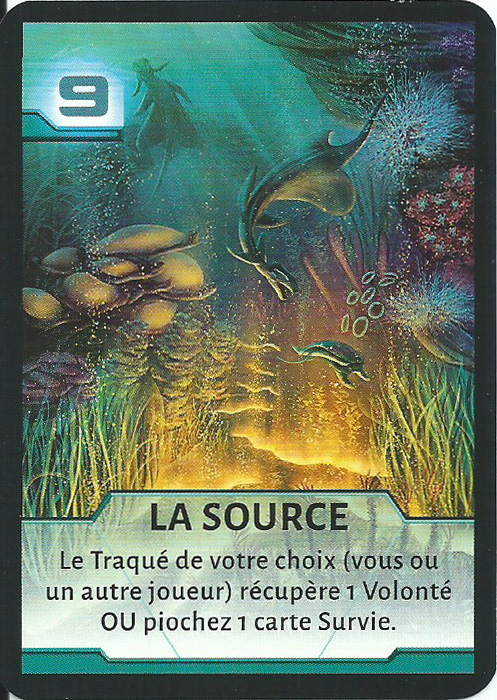 9
LA SOURCE
Le Traqué de votre choix (vous ou
un autre joueur) récupère 1 Volonté
OU piochez 1 carte Survie.